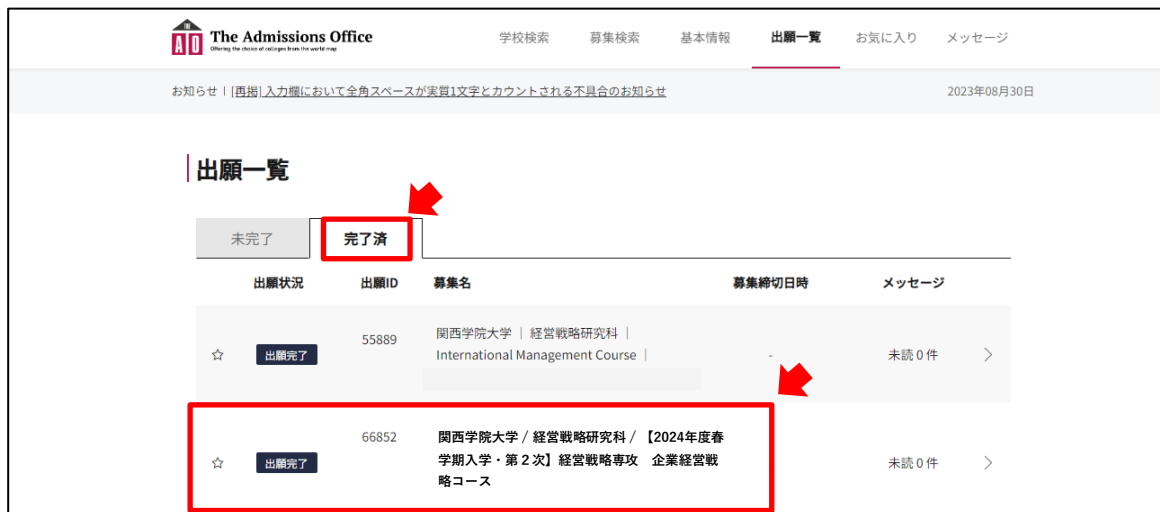 The Admissions Office
Offering the choice of colleges from the world map
学校検索 募集検索 基本情報 出願一覧 お気に入り メッセージ
お知らせ | [再掲] 入力欄において全角スペースが実質1文字とカウントされる不具合のお知らせ 2023年08月30日
出願一覧
未完了 完了済
出願状況 出願ID 募集名 募集締切日時 メッセージ
☆ 出願完了 55889 関西学院大学 | 経営戦略研究科 |
International Management Course | - 未読 0 件 >
66852 関西学院大学 / 経営戦略研究科 / 【2024年度春
☆ 出願完了 学期入学・第2次】経営戦略専攻　企業経営戦 未読 0 件 >
略コース